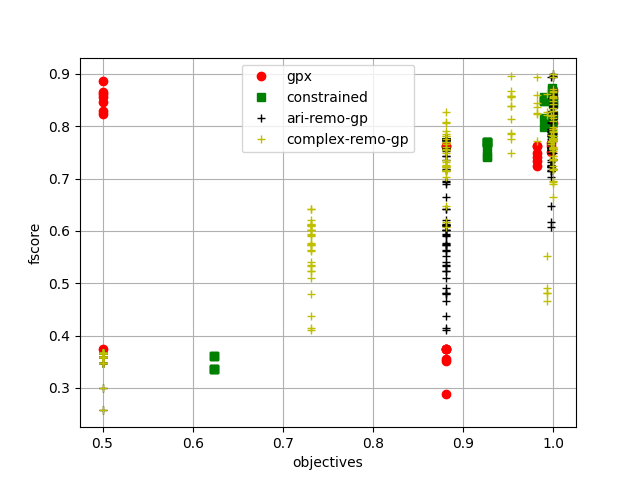 gpx
constrained
ari-remo-gp
complex-remo-gp
0.9
0.8
0.7
0.6
0.5
0.4
0.3
fscore
0.5 0.6 0.7 0.8 0.9 1.0
objectives